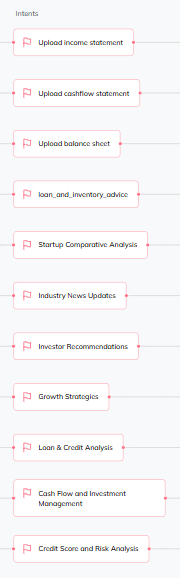 Intents
Upload income statement
Upload cashflow statement
Upload balance sheet
loan_and_inventory_advice
Startup Comparative Analysis
Industry News Updates
Investor Recommendations
Growth Strategies
Loan & Credit Analysis
Cash Flow and Investment
Management
Credit Score and Risk Analysis